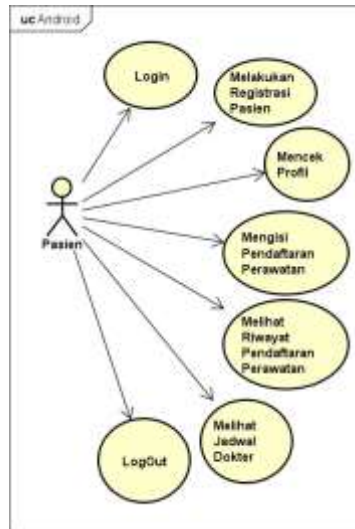 uc Android
Login
Melakukan
Registrasi
Pasien
Mencek
Profil
Pasien
Mengisi
Pendaftaran
Perawatan
Melihat
Riwayat
Pendaftaran
Perawatan
Melihat
Jadwal
Dokter
LogOut